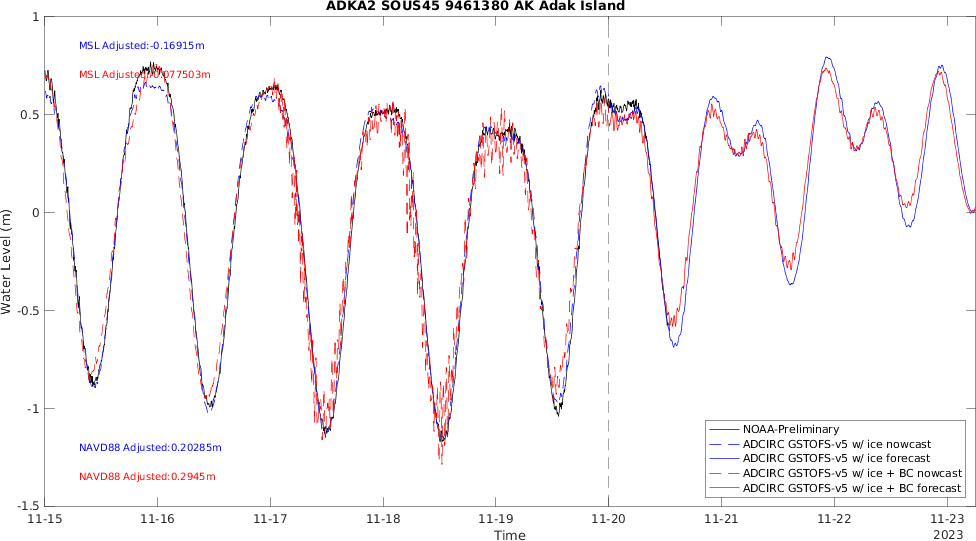 ADKA2 SOUS45 9461380 AK Adak Island
MSL Adjusted:-0.16915m
MSL Adjusted:-0.077503m
NAVD88 Adjusted:0.20285m
NAVD88 Adjusted:0.2945m
Water Level (m)
1
0.5
0
-0.5
-1
-1.5
11-15
11-16
11-17
11-18
11-19
11-20
11-21
11-22
11-23
2023
Time
NOAA-Preliminary
ADCIRC GSTOFS-v5 w/ ice nowcast
ADCIRC GSTOFS-v5 w/ ice forecast
ADCIRC GSTOFS-v5 w/ ice + BC nowcast
ADCIRC GSTOFS-v5 w/ ice + BC forecast